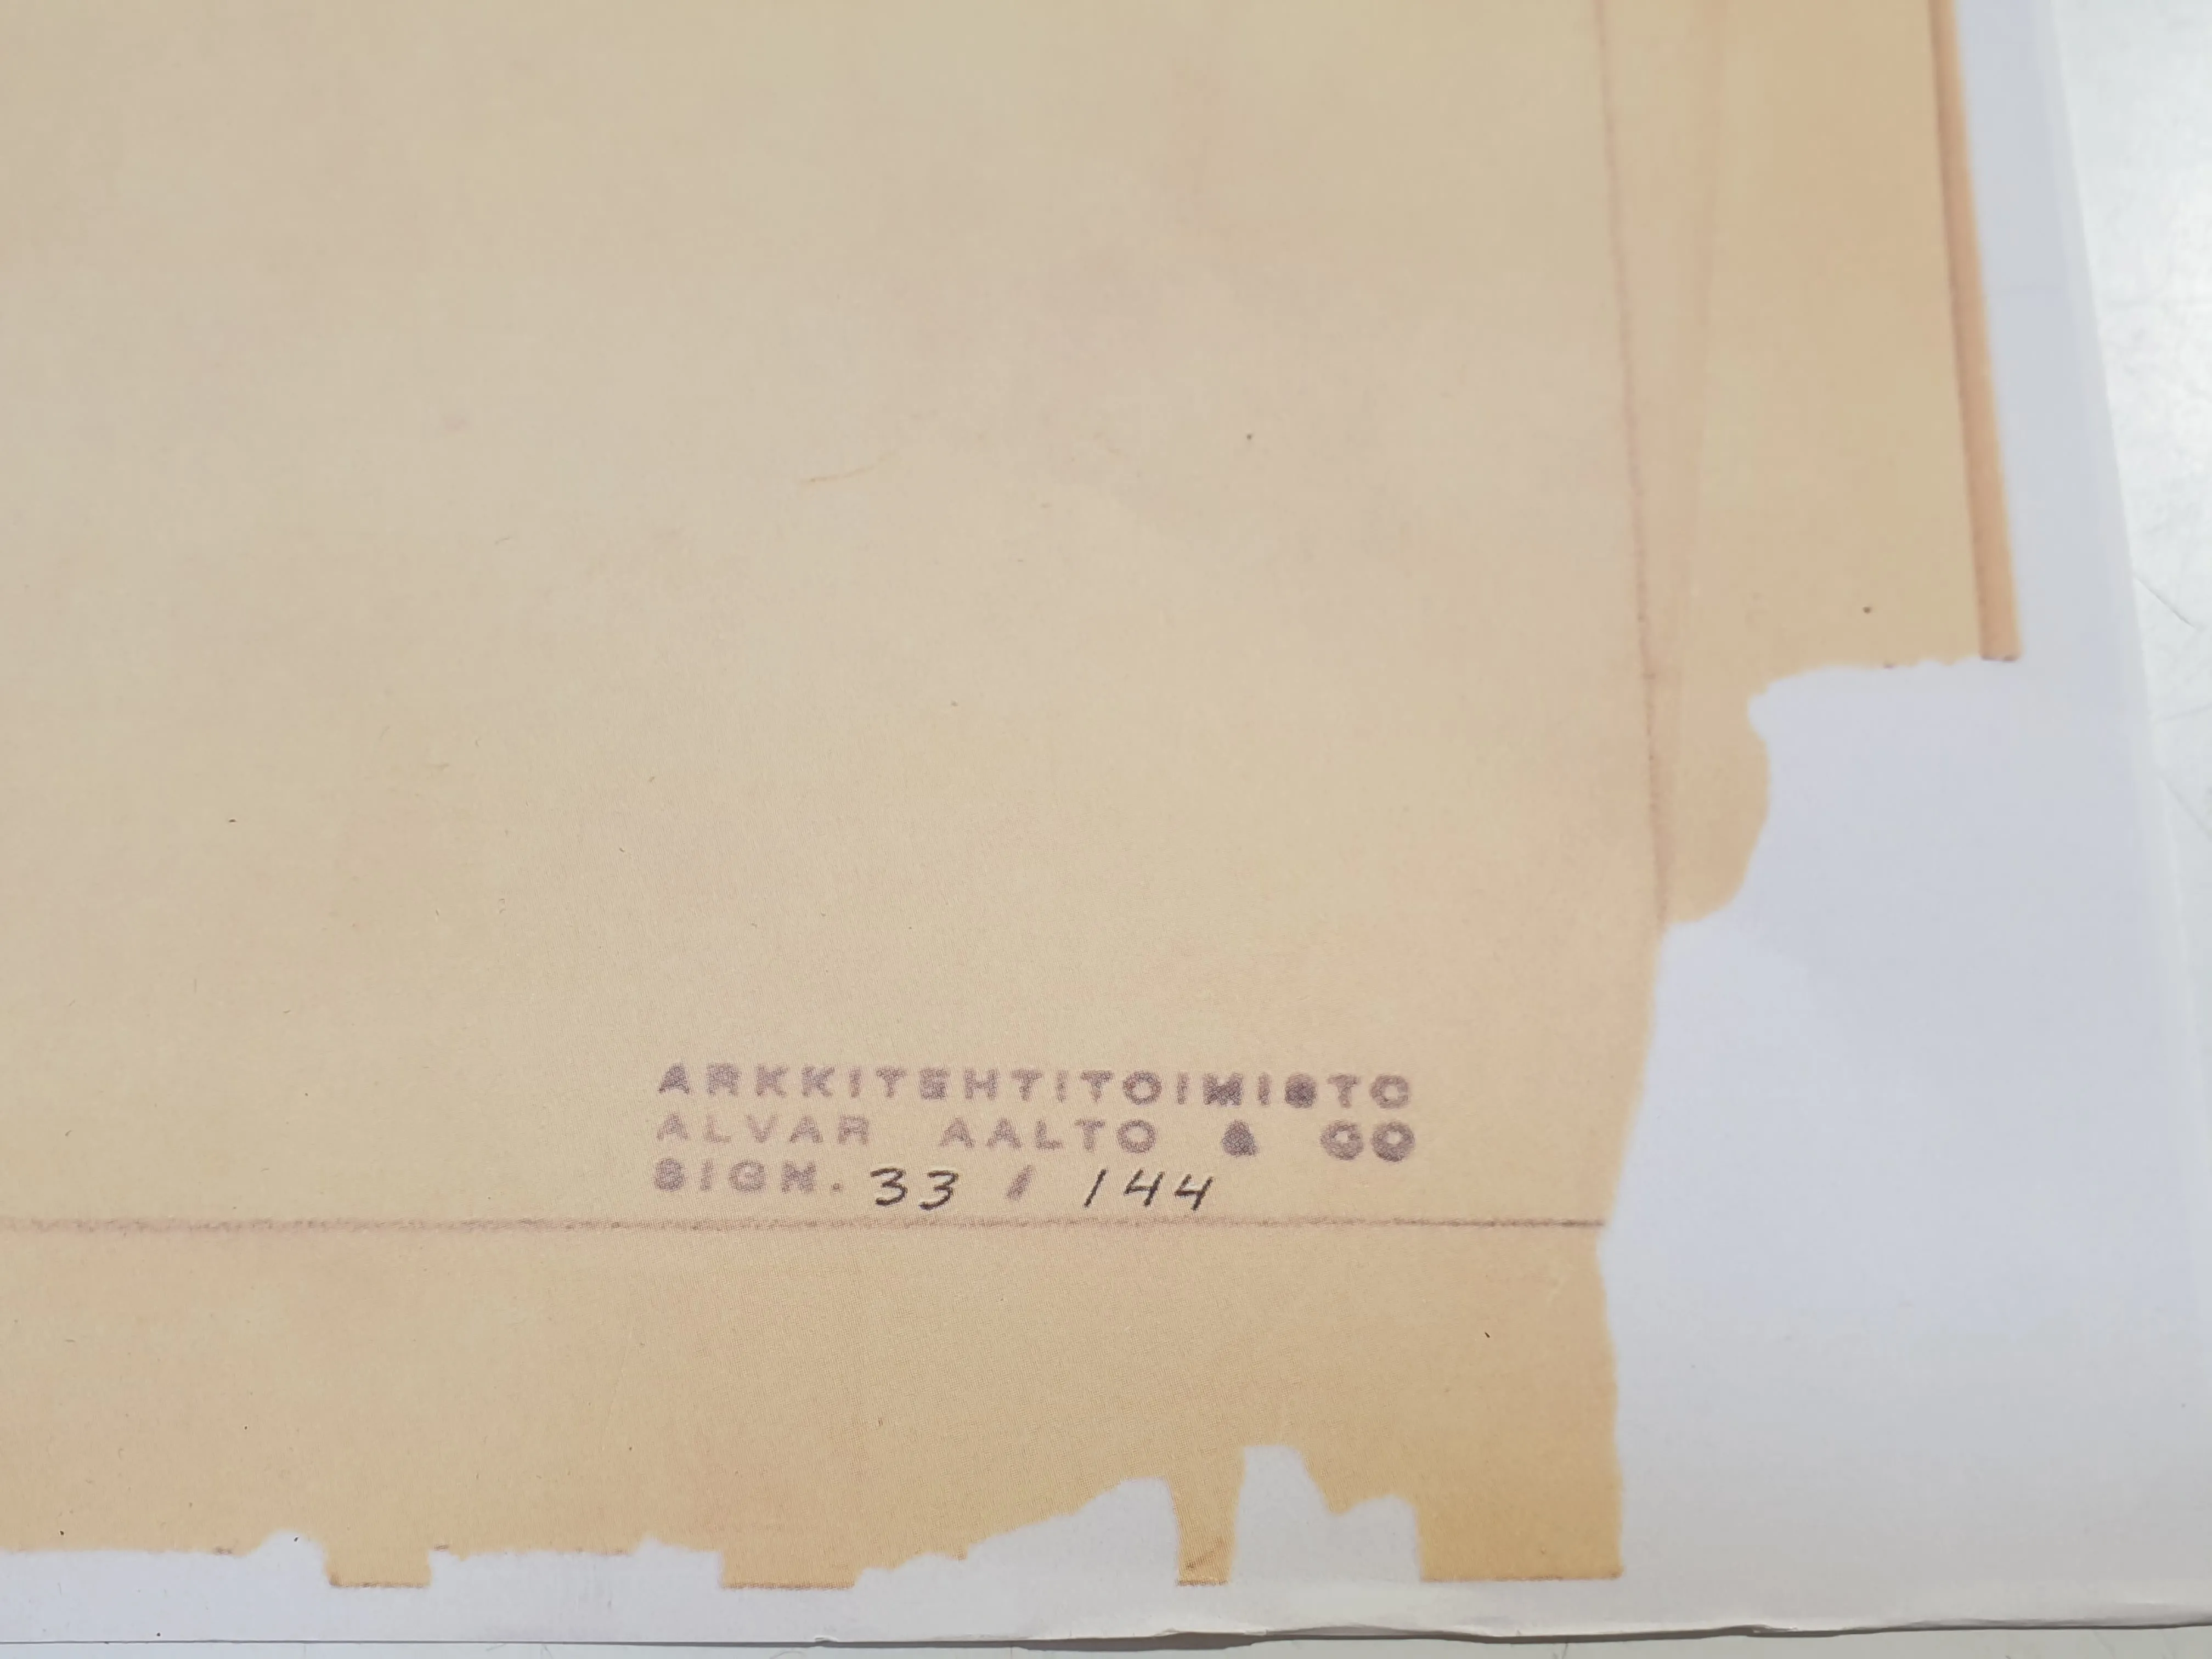 ARKKITEHTITOIMISTO
ALVAR AALTO & CO
SIGN. 33 / 144